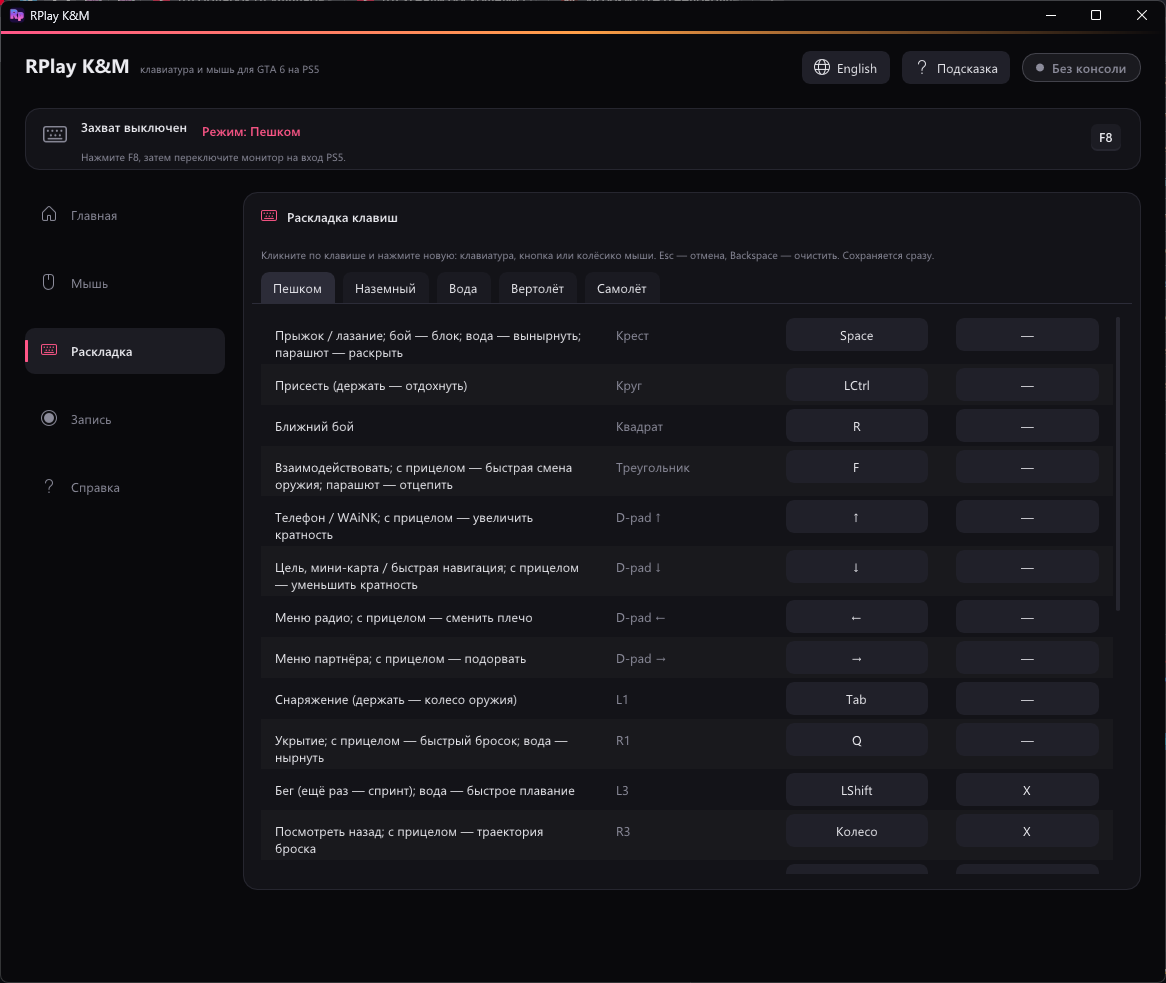 RPlay K&M
RPlay K&M клавиатура и мышь для GTA 6 на PS5
English
Подсказка
Без консоли
Захват выключен Режим: Пешком
Нажмите F8, затем переключите монитор на вход PS5.
F8
Главная
Мышь
Раскладка
Запись
Справка
Раскладка клавиш
Кликните по клавише и нажмите новую: клавиатура, кнопка или колёсико мыши. Esc — отмена, Backspace — очистить. Сохраняется сразу.
Пешком Наземный Вода Вертолёт Самолёт
Прыжок / лазание; бой — блок; вода — вынырнуть;
парашют — раскрыть
Крест Space —
Присесть (держать — отдохнуть) Круг LCtrl —
Ближний бой Квадрат R —
Взаимодействовать; с прицелом — быстрая смена
оружия; парашют — отцепить
Треугольник F —
Телефон / WAiNK; с прицелом — увеличить
кратность
D-pad ↑ ↑ —
Цель, мини-карта / быстрая навигация; с прицелом
— уменьшить кратность
D-pad ↓ ↓ —
Меню радио; с прицелом — сменить плечо D-pad ← ← —
Меню партнёра; с прицелом — подорвать D-pad → → —
Снаряжение (держать — колесо оружия) L1 Tab —
Укрытие; с прицелом — быстрый бросок; вода —
нырнуть
R1 Q —
Бег (ещё раз — спринт); вода — быстрое плавание L3 LShift X
Посмотреть назад; с прицелом — траектория
броска
R3 Колесо X